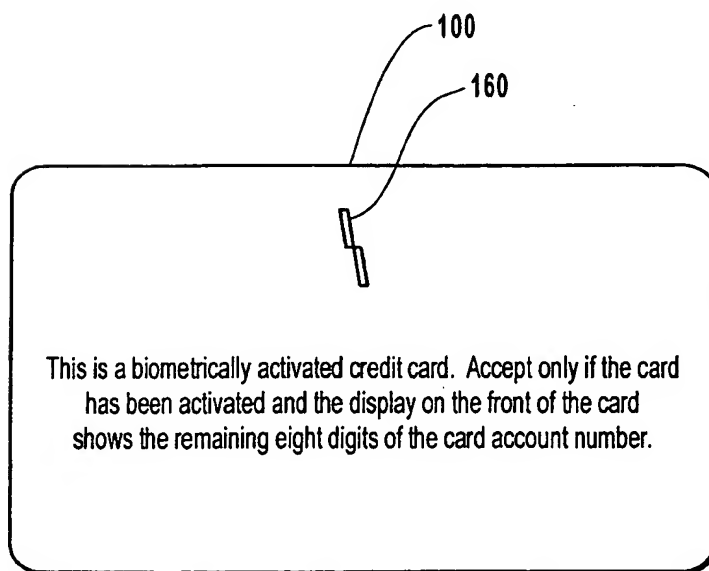 100
160
This is a biometrically activated credit card. Accept only if the card
has been activated and the display on the front of the card
shows the remaining eight digits of the card account number.